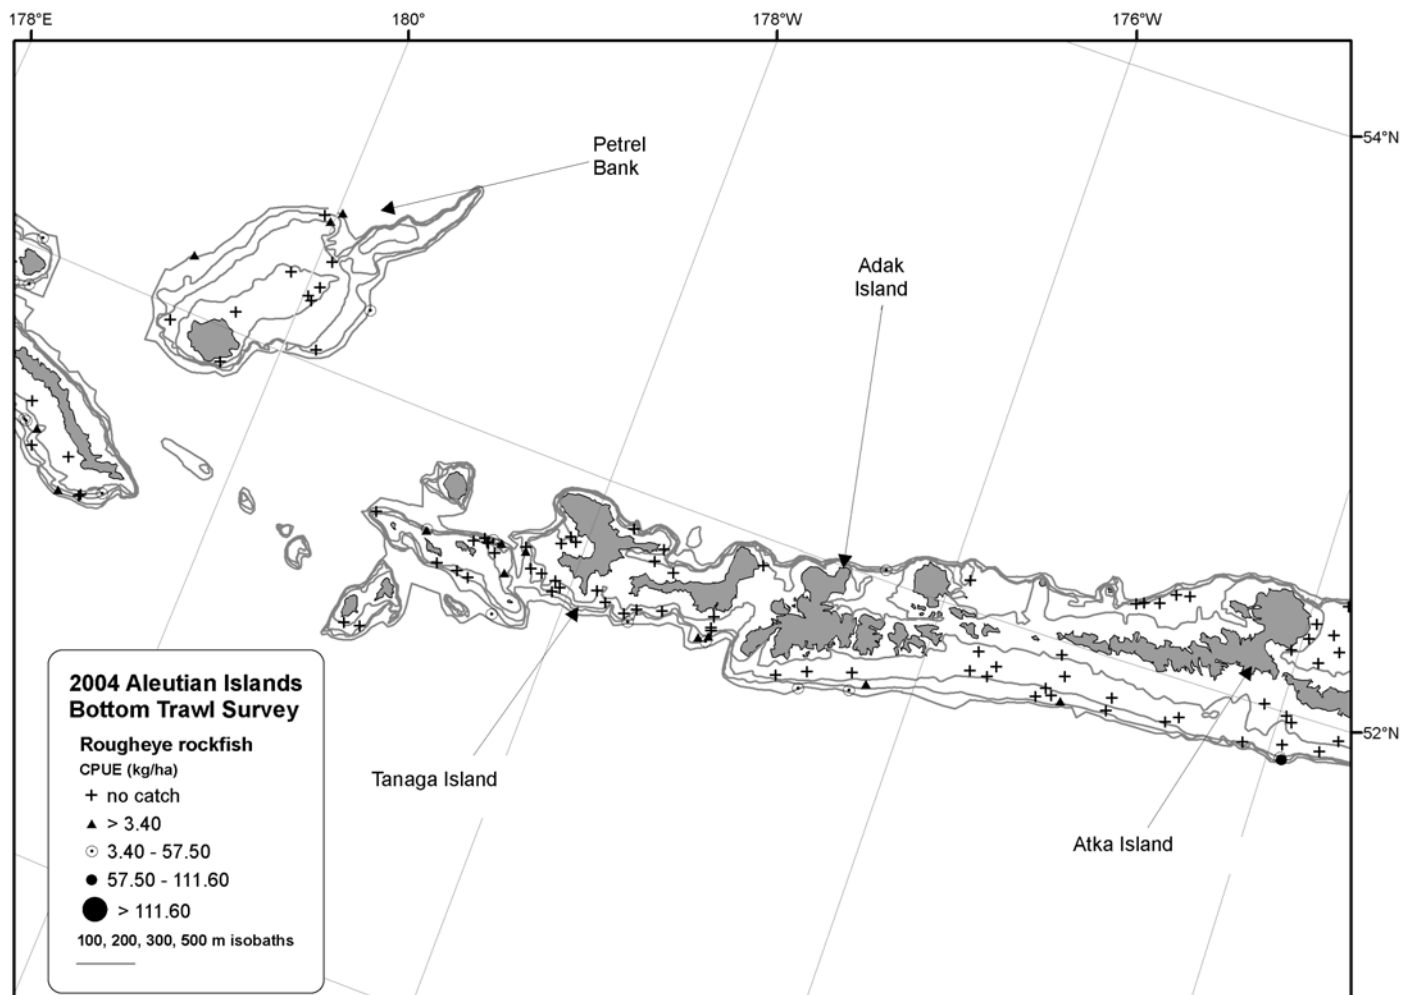 178°E
180°
178°W
176°W
54°N
Petrel
Bank
Adak
Island
52°N
Tanaga Island
Atka Island
2004 Aleutian Islands
Bottom Trawl Survey
Rougheye rockfish
CPUE (kg/ha)
+ no catch
▲ > 3.40
3.40 - 57.50
57.50 - 111.60
> 111.60
100, 200, 300, 500 m isobaths